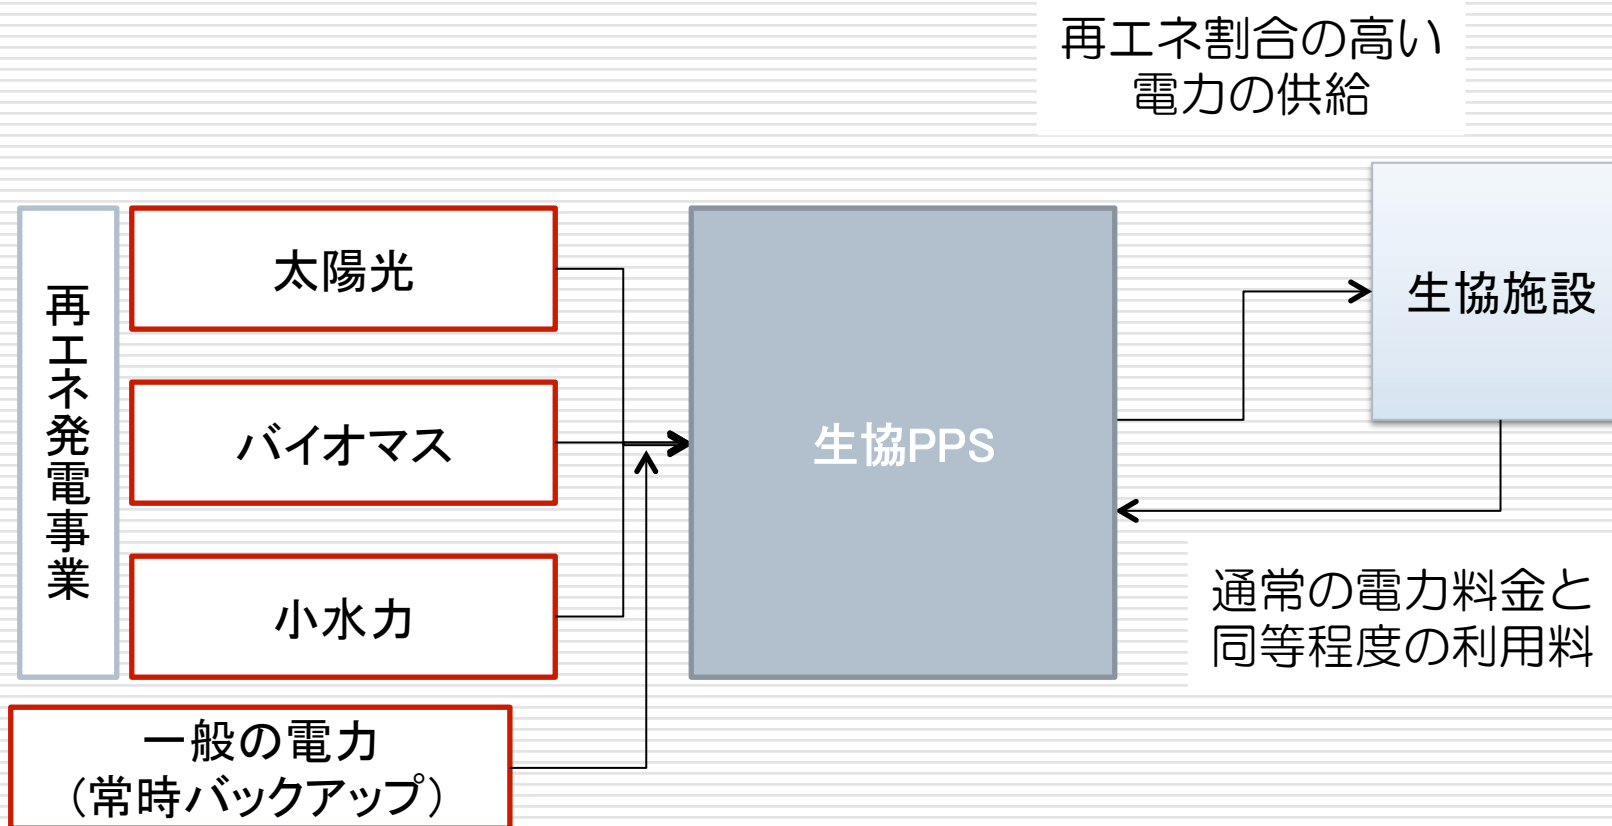 再エネ割合の高い
電力の供給
再エネ発電事業
太陽光
バイオマス
小水力
一般の電力
（常時バックアップ）
生協PPS
生協施設
通常の電力料金と
同等程度の利用料